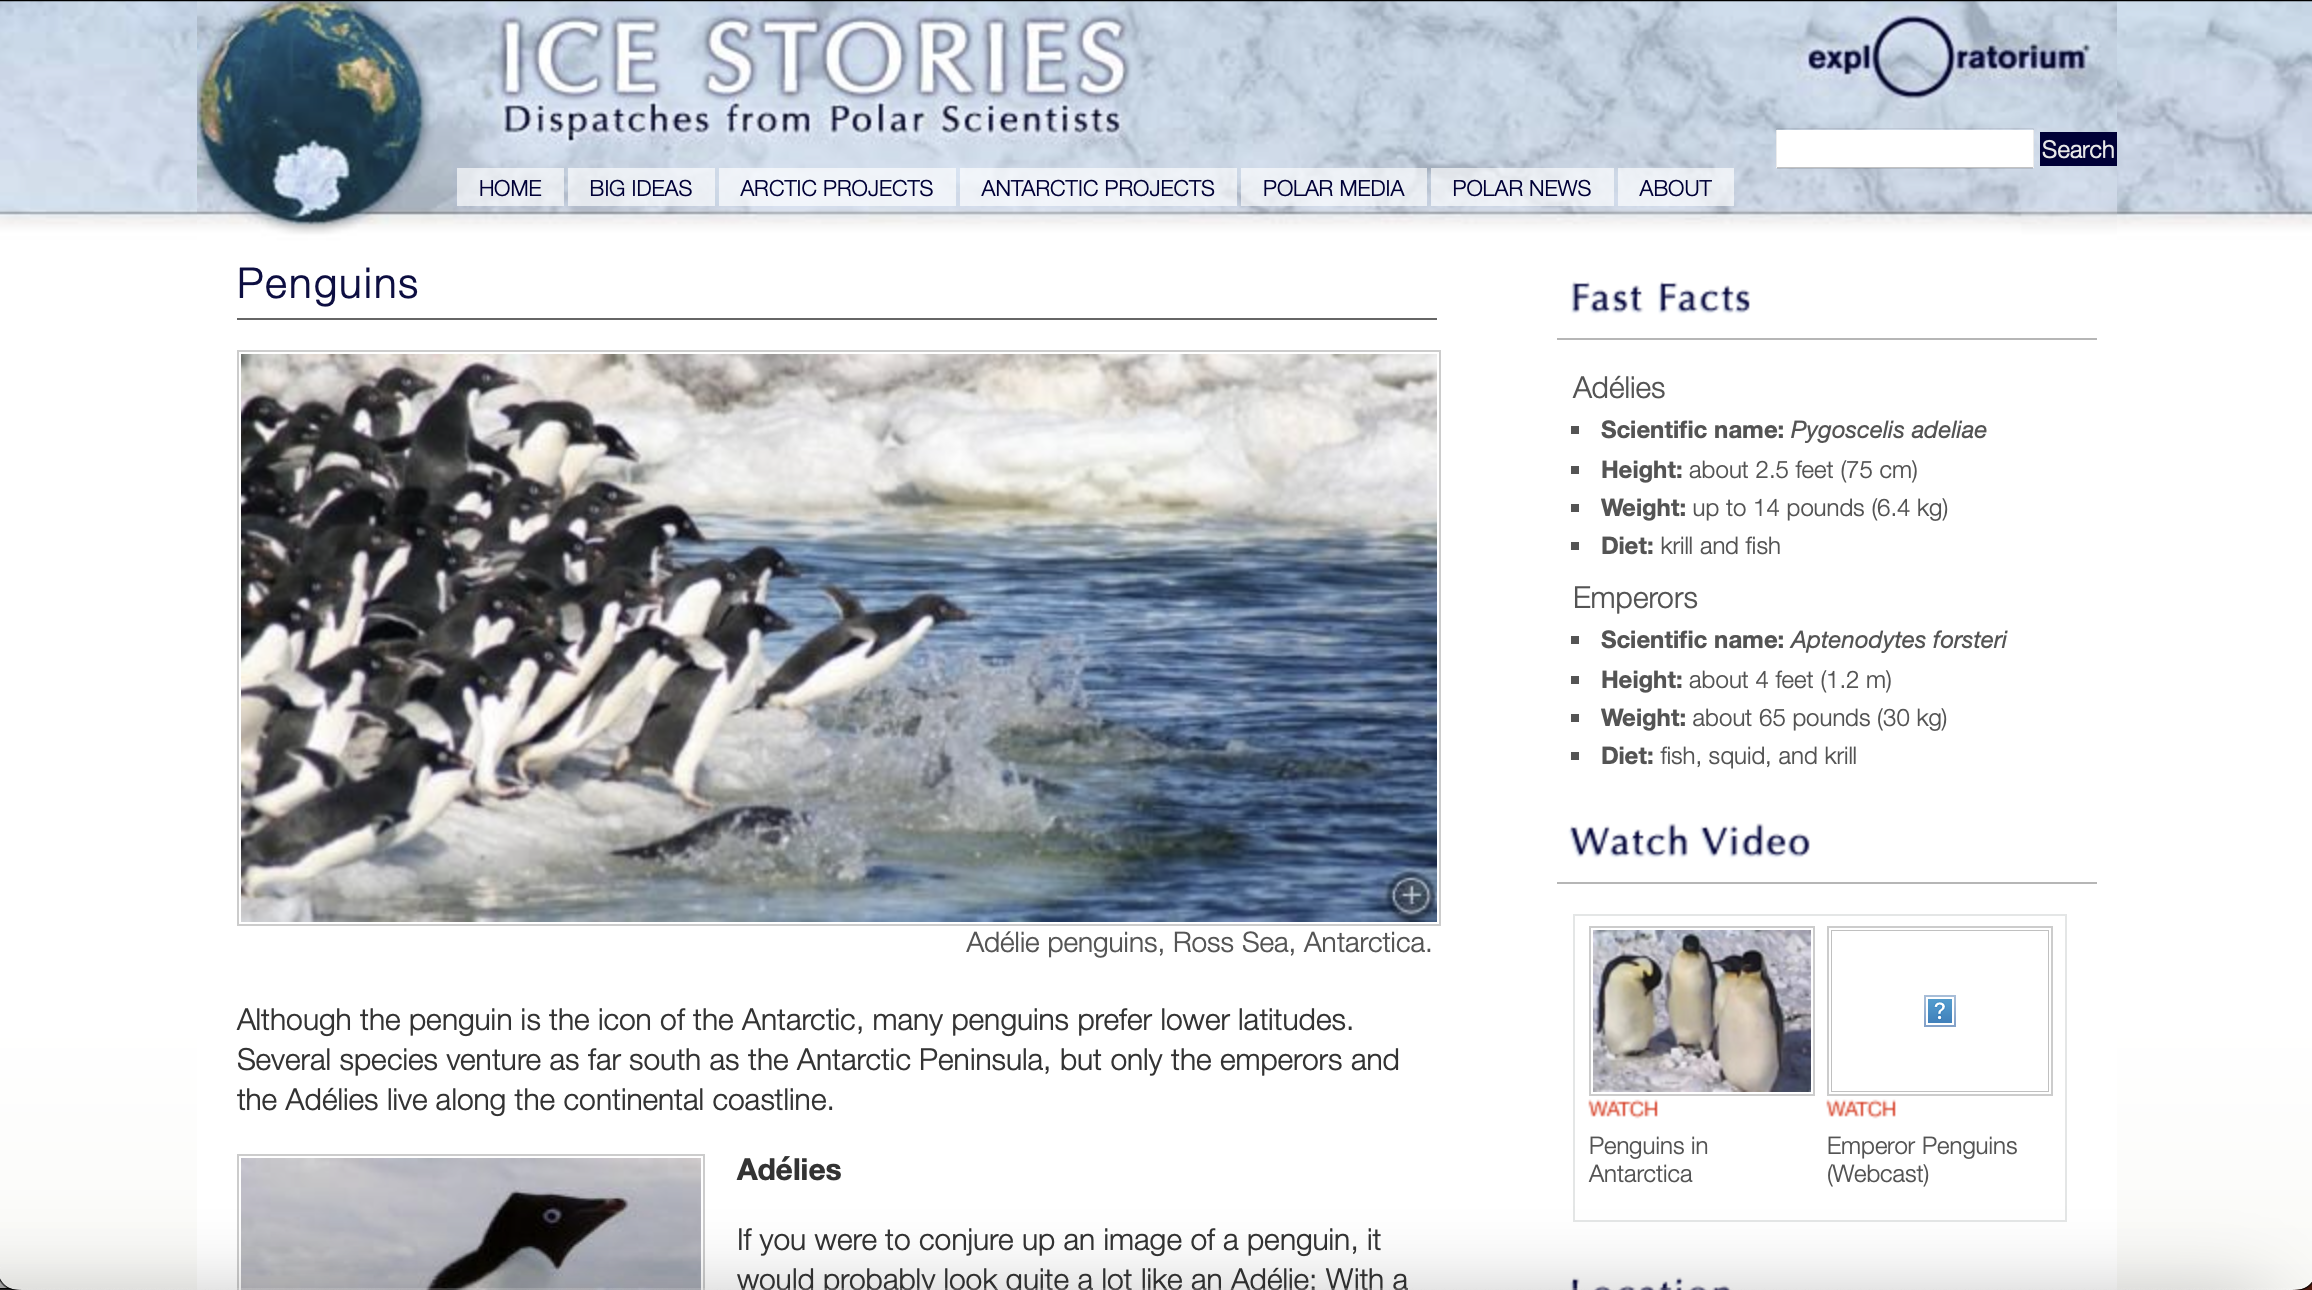 ICE STORIES
Dispatches from Polar Scientists
expl ratorium
Search
HOME
BIG IDEAS
ARCTIC PROJECTS
ANTARCTIC PROJECTS
POLAR MEDIA
POLAR NEWS
ABOUT
Penguins
Adélie penguins, Ross Sea, Antarctica.
Although the penguin is the icon of the Antarctic, many penguins prefer lower latitudes.
Several species venture as far south as the Antarctic Peninsula, but only the emperors and
the Adélies live along the continental coastline.
Adélies
If you were to conjure up an image of a penguin, it
would probably look quite a lot like an Adélie: With a
Fast Facts
Adélies
Scientific name: Pygoscelis adeliae
Height: about 2.5 feet (75 cm)
Weight: up to 14 pounds (6.4 kg)
Diet: krill and fish
Emperors
Scientific name: Aptenodytes forsteri
Height: about 4 feet (1.2 m)
Weight: about 65 pounds (30 kg)
Diet: fish, squid, and krill
Watch Video
WATCH
Penguins in
Antarctica
?
WATCH
Emperor Penguins
(Webcast)
Location